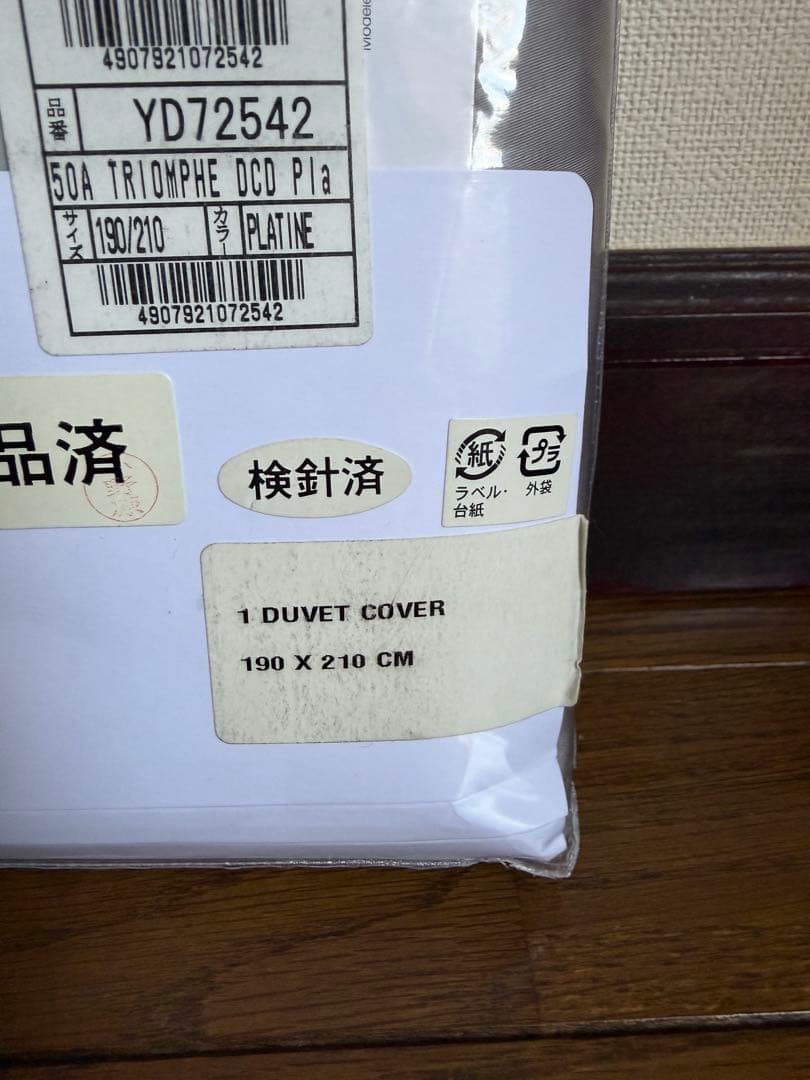 4907921072542
品番 YD72542
50A TRIOMPHE DCD Pla
サイズ 190/210 カラー PLATINE
4907921072542
品済
検針済
紙 プラ
ラベル・ 外袋
台紙
1 DUVET COVER
190 X 210 CM